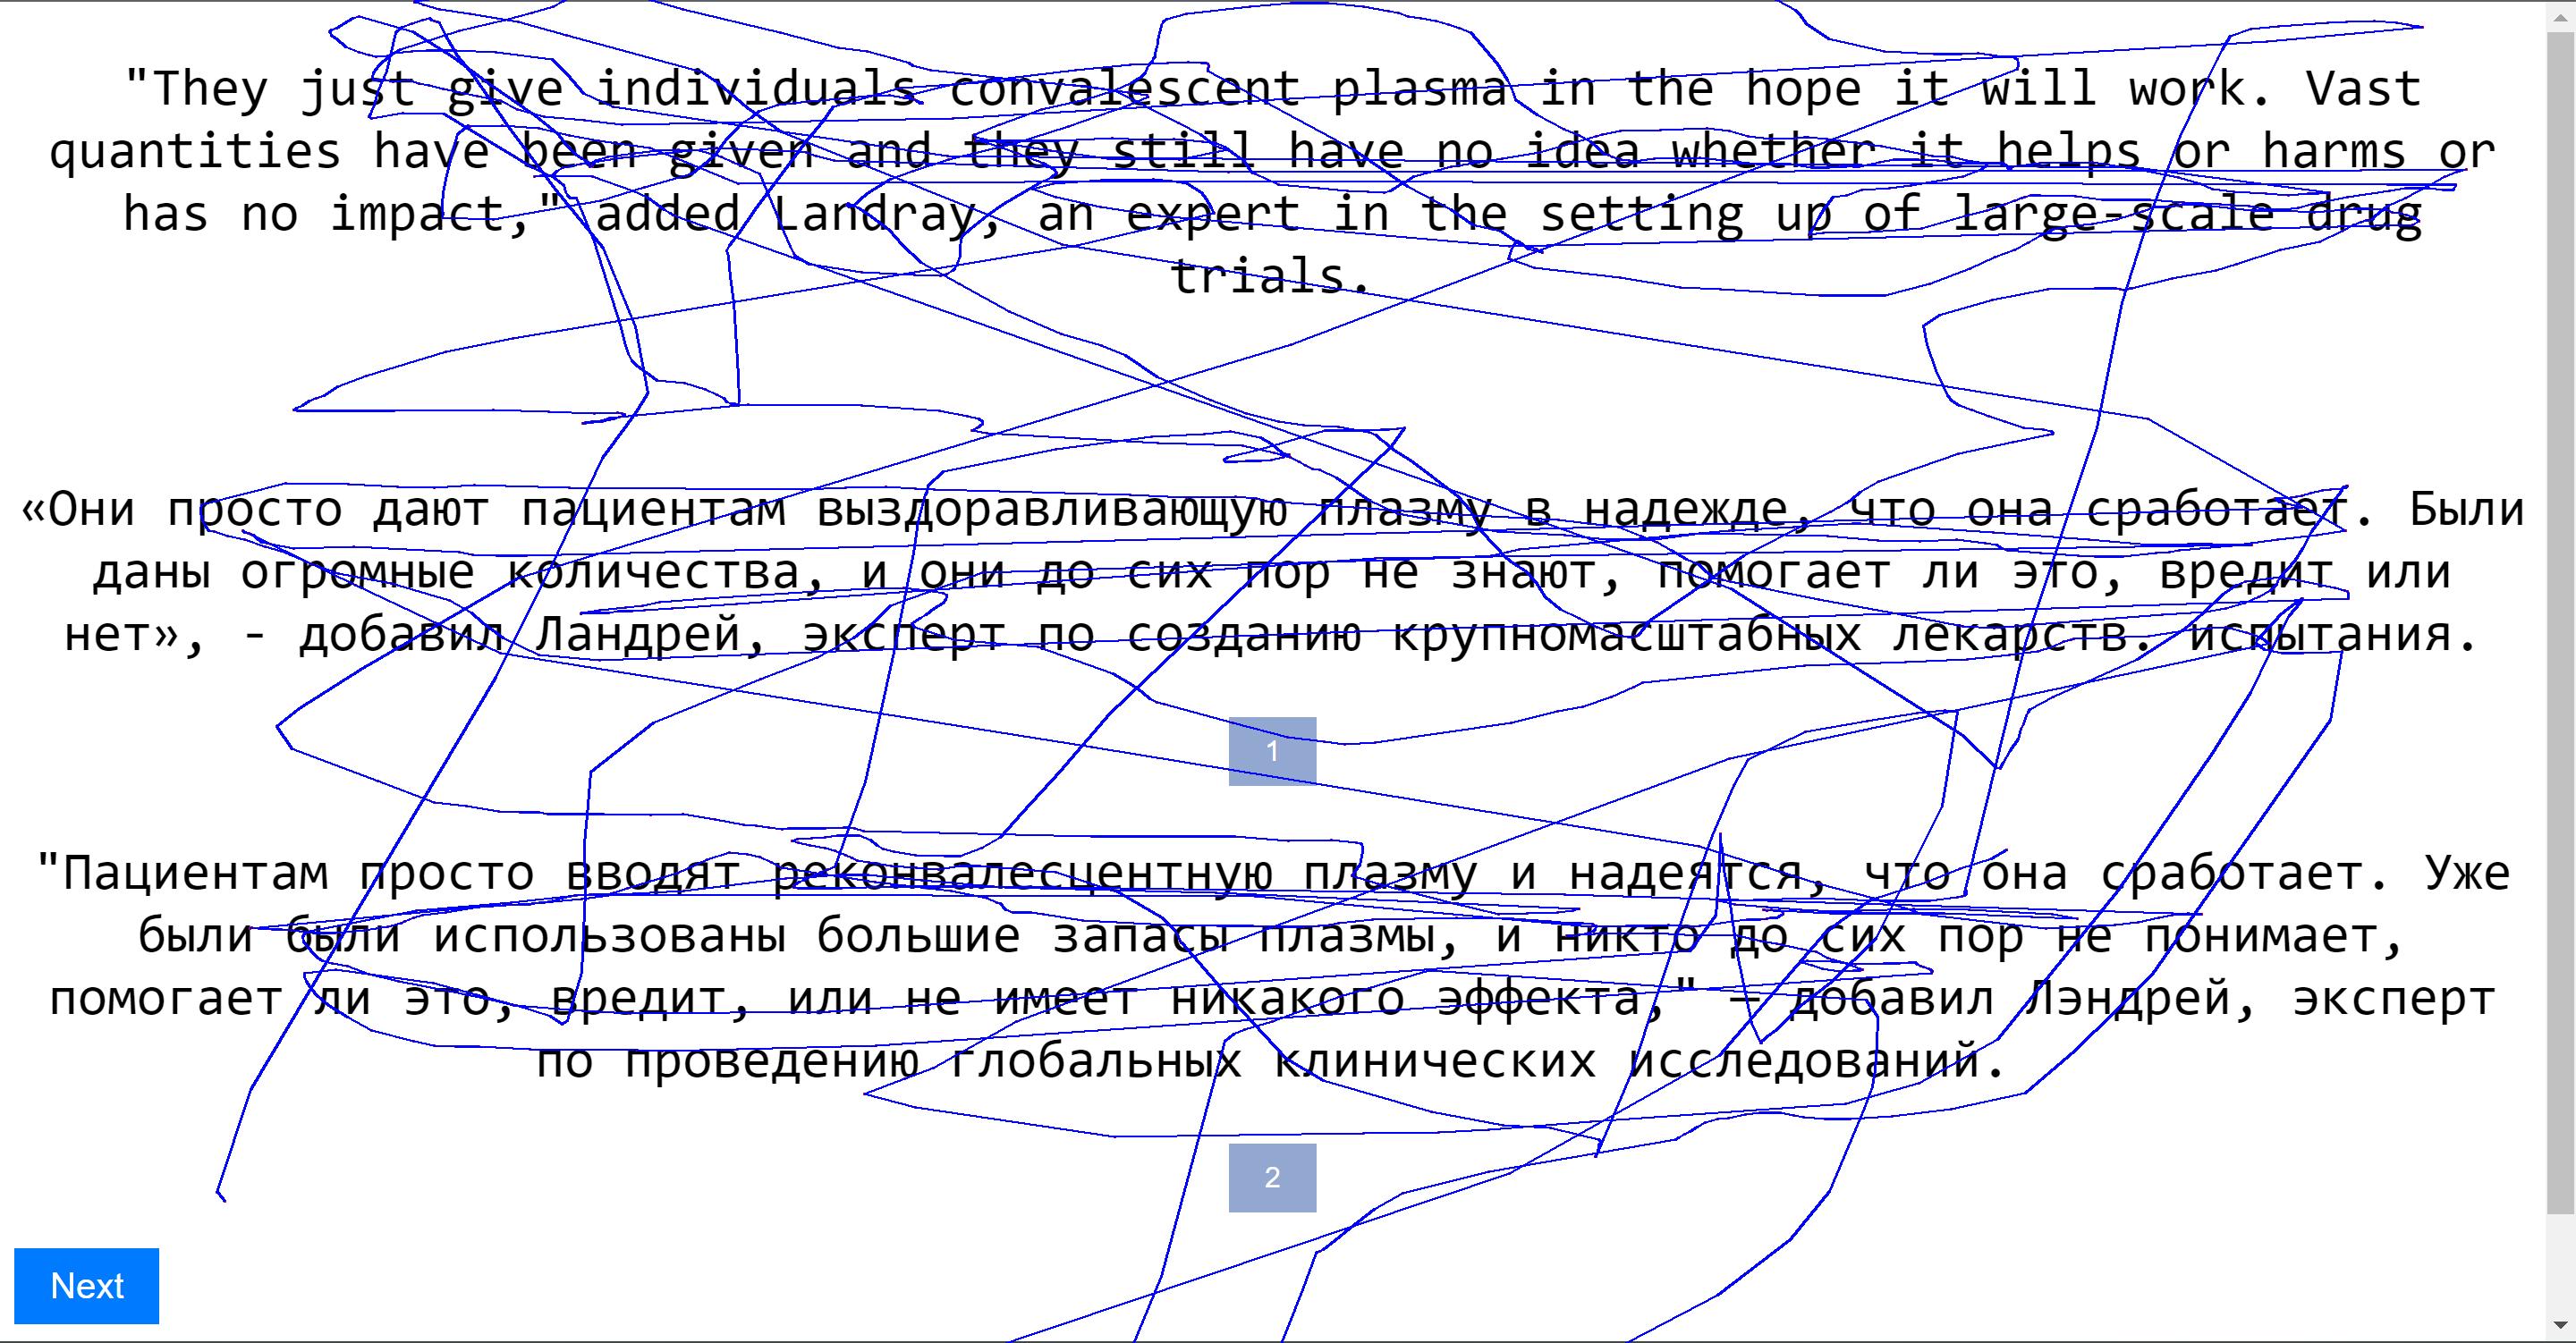 "They just give individuals convalescent plasma in the hope it will work. Vast
quantities have been given and they still have no idea whether it helps or harms or
has no impact," added Landray, an expert in the setting up of large-scale drug
trials.
«Они просто дают пациентам выздоравливающую плазму в надежде, что она сработает. Были
даны огромные количества, и они до сих пор не знают, помогает ли это, вредит или
нет», - добавил Ландрей, эксперт по созданию крупномасштабных лекарств. испытания.
1
"Пациентам просто вводят реконвалесцентную плазму и надеятся, что она сработает. Уже
были были использованы большие запасы плазмы, и никто до сих пор не понимает,
помогает ли это, вредит, или не имеет никакого эффекта," – добавил Лэндрей, эксперт
по проведению глобальных клинических исследований.
2
Next